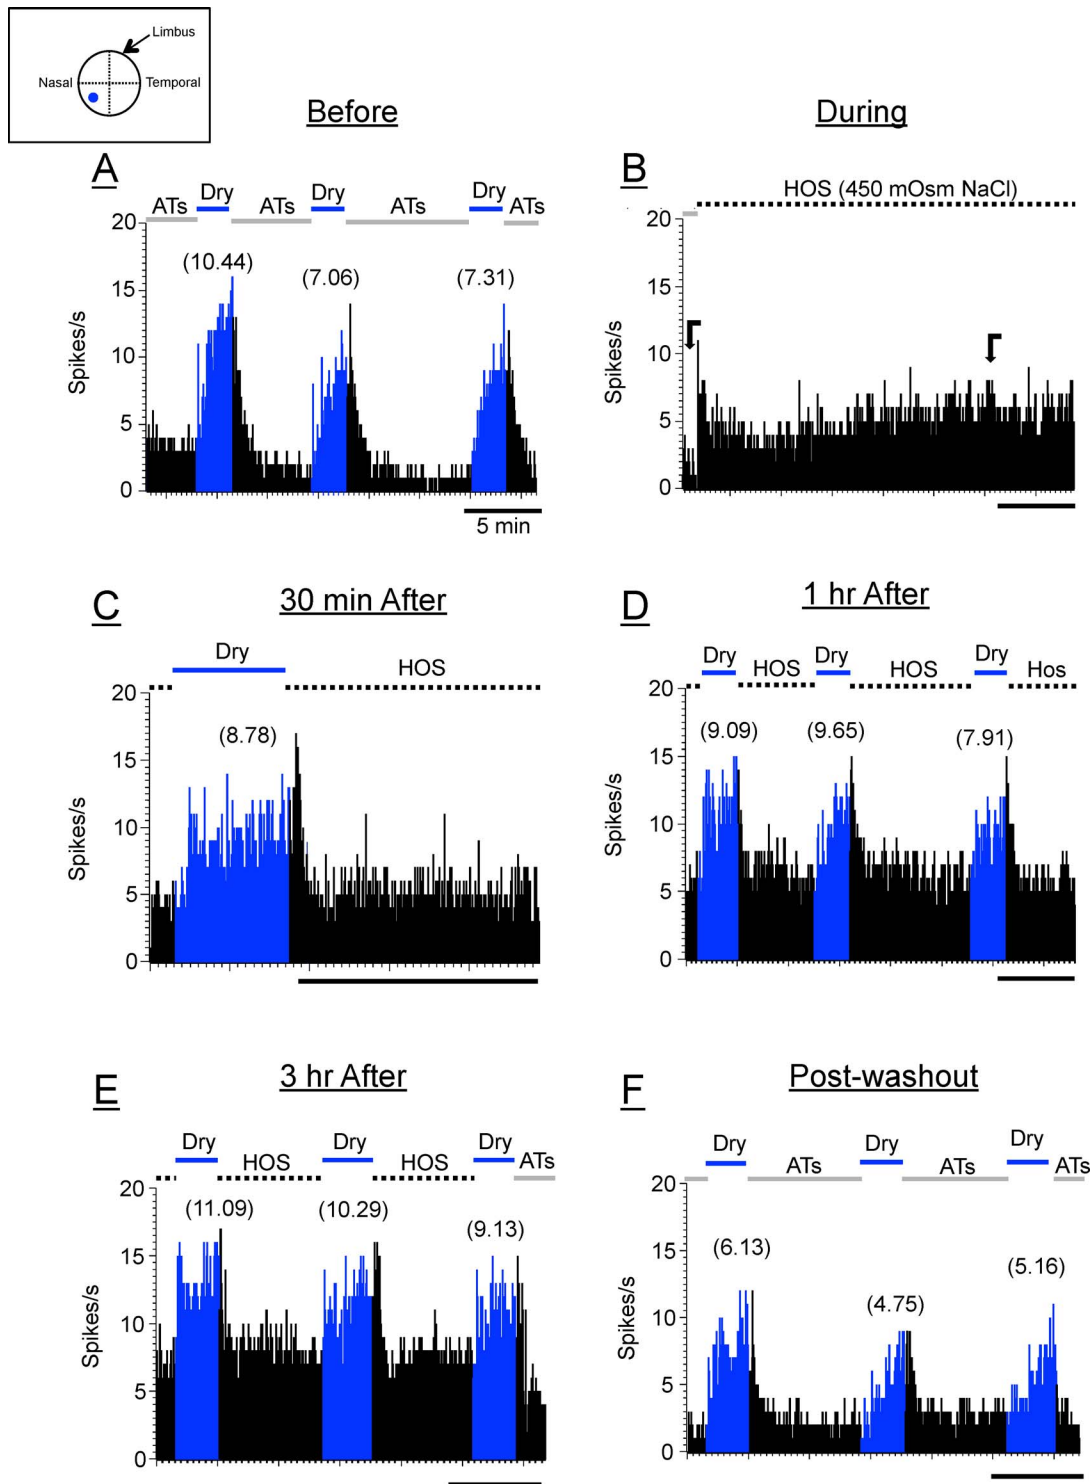 Limbus
Nasal
Temporal
Before
During
A
ATs
Dry
ATs
Dry
ATs
Dry
ATs
20
15
10
5
0
Spikes/s
(10.44)
(7.06)
(7.31)
5 min
B
HOS (450 mOsm NaCl)
20
15
10
5
0
Spikes/s
C
30 min After
Dry
HOS
20
15
10
5
0
Spikes/s
(8.78)
D
1 hr After
Dry
HOS
Dry
HOS
Dry
Hos
20
15
10
5
0
Spikes/s
(9.09)
(9.65)
(7.91)
E
3 hr After
Dry
HOS
Dry
HOS
Dry
ATs
20
15
10
5
0
Spikes/s
(11.09)
(10.29)
(9.13)
F
Post-washout
Dry
ATs
Dry
ATs
Dry
ATs
20
15
10
5
0
Spikes/s
(6.13)
(4.75)
(5.16)